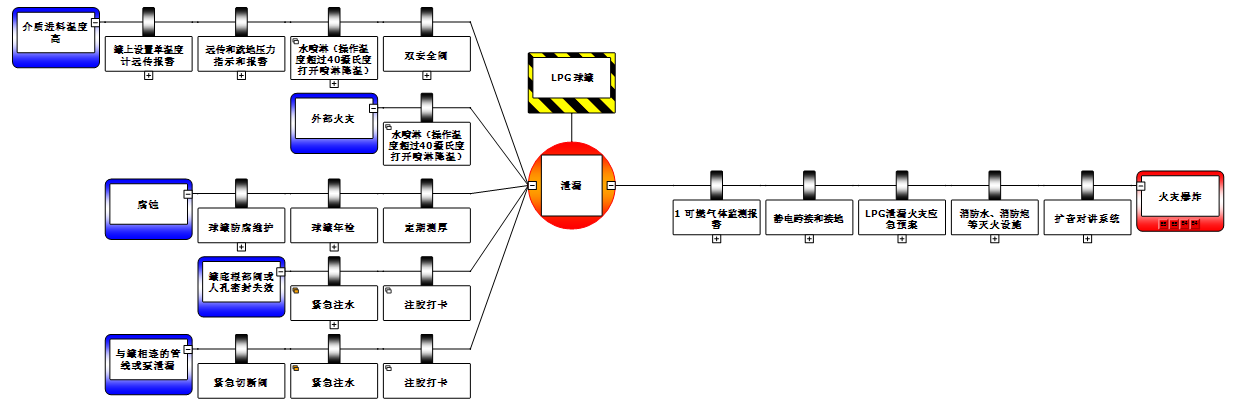 介质进料温度
高
罐上设置单温度
计远传报警
远传和就地压力
指示和报警
水喷淋（操作温
度超过40摄氏度
打开喷淋降温）
双安全阀
外部火灾
水喷淋（操作温
度超过40摄氏度
打开喷淋降温）
腐蚀
球罐防腐维护
球罐年检
定期测厚
罐底根部阀或
人孔密封失效
紧急注水
注胶打卡
与罐相连的管
线或泵泄漏
紧急切断阀
紧急注水
注胶打卡
LPG 球罐
泄漏
1 可燃气体监测报
警
静电跨接和接地
LPG泄漏火灾应
急预案
消防水、消防炮
等灭火设施
扩音对讲系统
火灾爆炸